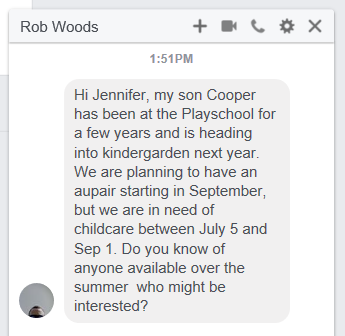 Rob Woods
1:51PM
Hi Jennifer, my son Cooper
has been at the Playschool for
a few years and is heading
into kindergarden next year.
We are planning to have an
aupair starting in September,
but we are in need of
childcare between July 5 and
Sep 1. Do you know of
anyone available over the
summer  who might be
interested?